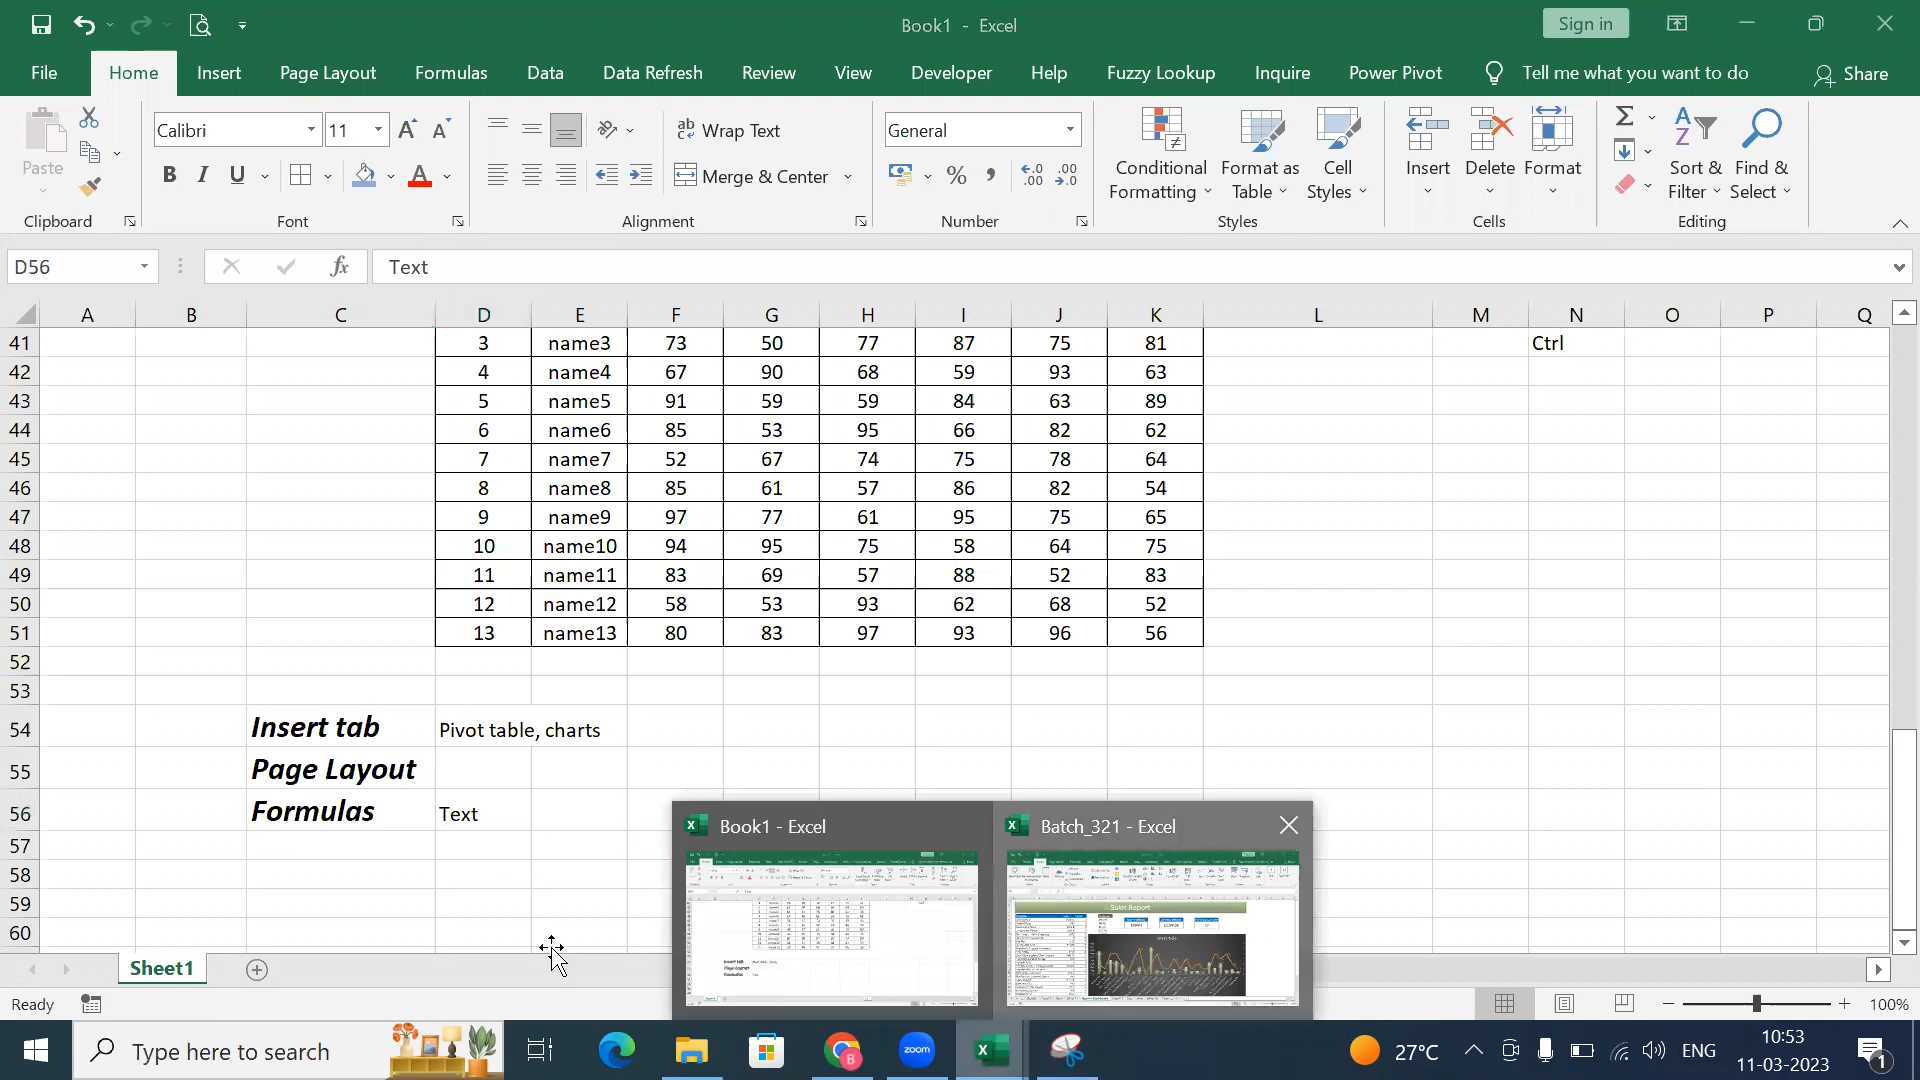 Book1 - Excel
Sign in
File Home Insert Page Layout Formulas Data Data Refresh Review View Developer Help Fuzzy Lookup Inquire Power Pivot Tell me what you want to do Share
Paste
Calibri 11
B I U
Wrap Text
Merge & Center
General
% ,
Conditional Formatting
Format as Table
Cell Styles
Insert
Delete
Format
Sort & Filter
Find & Select
Clipboard Font Alignment Number Styles Cells Editing
D56 fx Text
A B C D E F G H I J K L M N O P Q
41 3 name3 73 50 77 87 75 81 Ctrl
42 4 name4 67 90 68 59 93 63
43 5 name5 91 59 59 84 63 89
44 6 name6 85 53 95 66 82 62
45 7 name7 52 67 74 75 78 64
46 8 name8 85 61 57 86 82 54
47 9 name9 97 77 61 95 75 65
48 10 name10 94 95 75 58 64 75
49 11 name11 83 69 57 88 52 83
50 12 name12 58 53 93 62 68 52
51 13 name13 80 83 97 93 96 56
52
53
54 Insert tab Pivot table, charts
55 Page Layout
56 Formulas Text
57
58
59
60
Book1 - Excel
Batch_321 - Excel
Sales Report
Sheet1
Ready
100%
Type here to search
zoom
27°C
ENG
10:53
11-03-2023
1